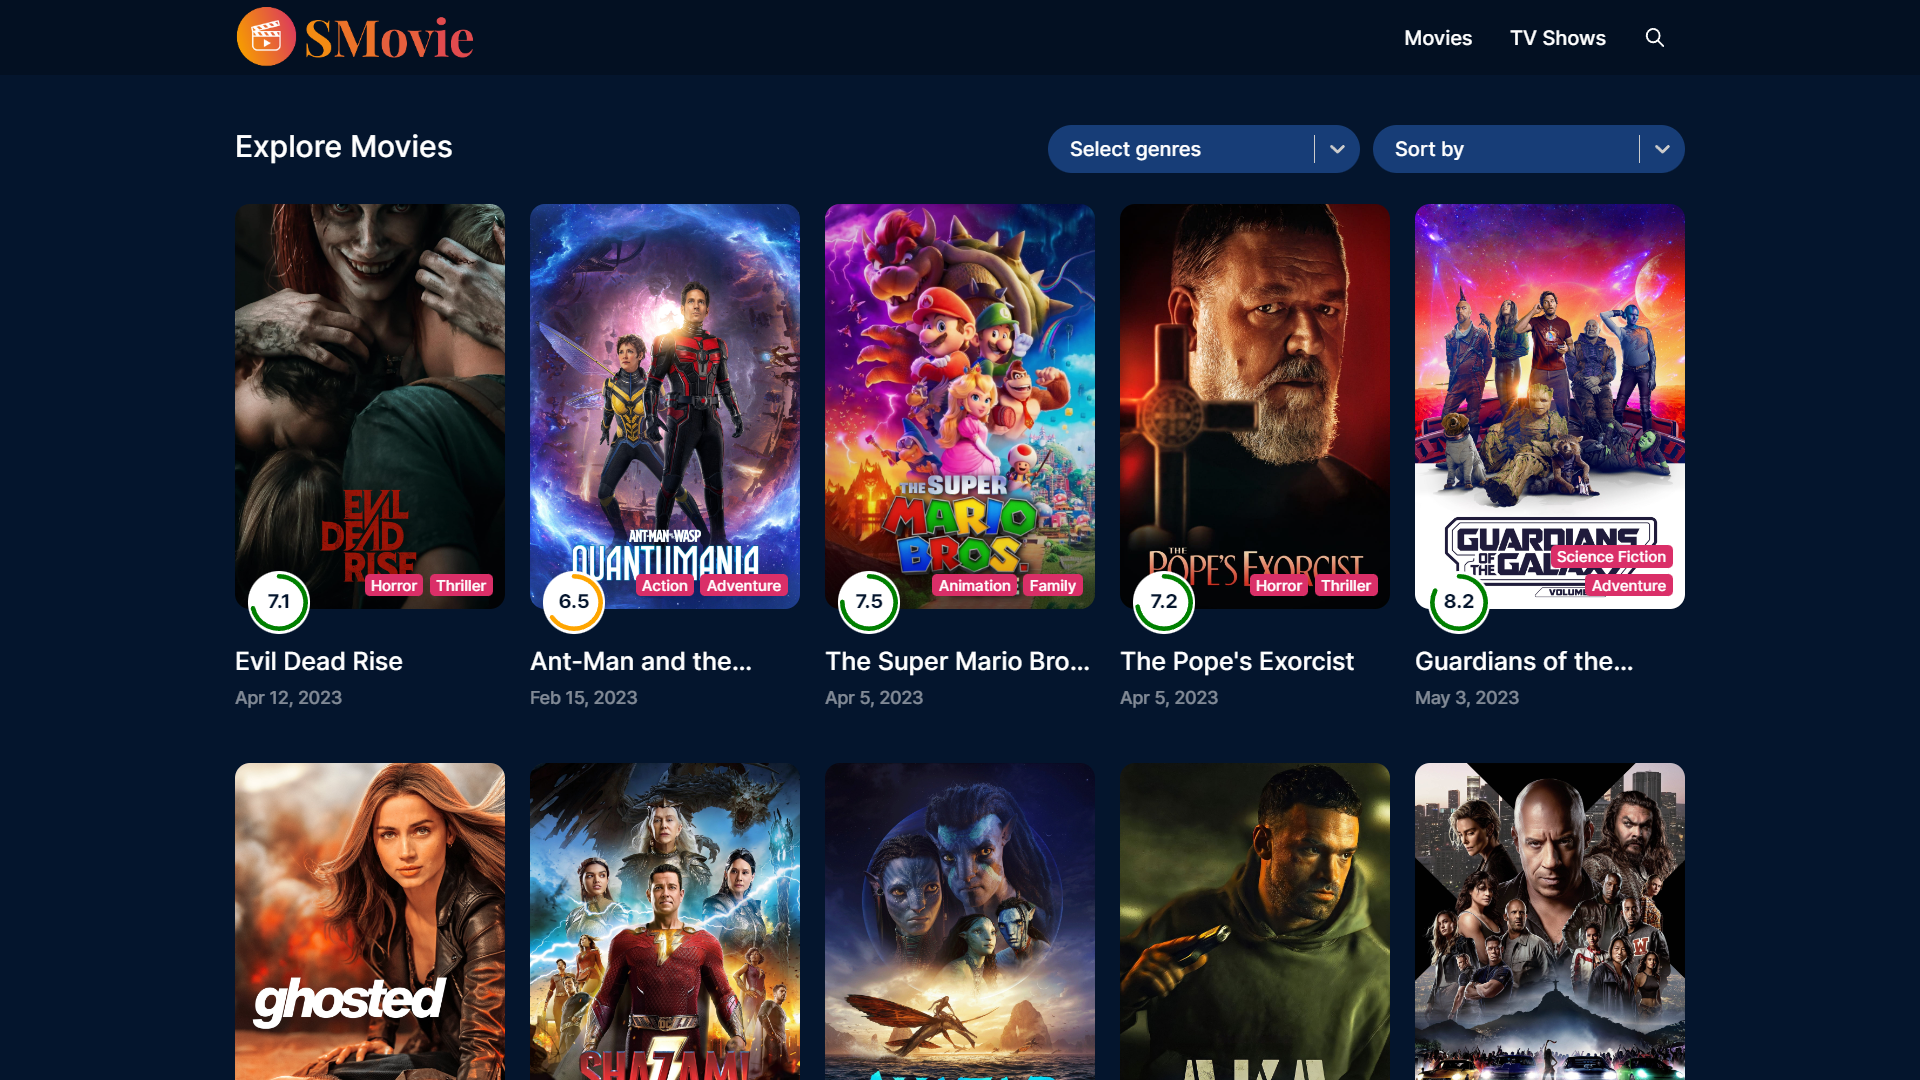 SMovie
Movies
TV Shows
Explore Movies
Select genres
Sort by
EVIL
DEAD
RISE
Horror
Thriller
7.1
Evil Dead Rise
Apr 12, 2023
ANT-MAN AND THE WASP
QUANTUMANIA
Action
Adventure
6.5
Ant-Man and the...
Feb 15, 2023
THE SUPER
MARIO
BROS.
Animation
Family
7.5
The Super Mario Bro...
Apr 5, 2023
THE
POPE'S EXORCIST
Horror
Thriller
7.2
The Pope's Exorcist
Apr 5, 2023
GUARDIANS
OF THE GALAXY
VOLUME
Science Fiction
Adventure
8.2
Guardians of the...
May 3, 2023
ghosted
SHAZAM!
AVATAR
AKA